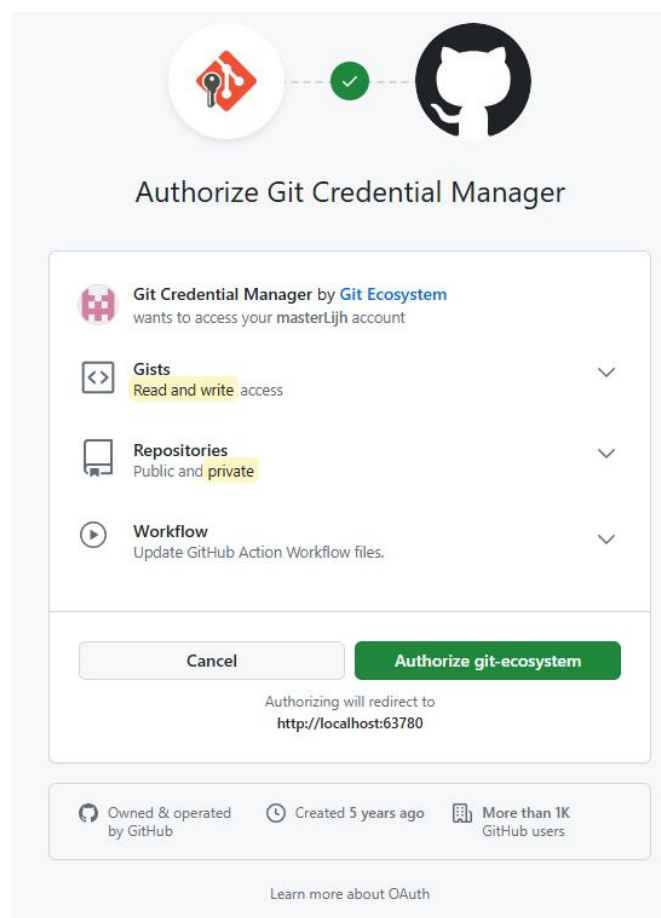 Authorize Git Credential Manager
Git Credential Manager by Git Ecosystem
wants to access your masterLijh account
Gists
Read and write access
Repositories
Public and private
Workflow
Update GitHub Action Workflow files.
Cancel
Authorize git-ecosystem
Authorizing will redirect to
http://localhost:63780
Owned & operated
by GitHub
Created 5 years ago
More than 1K
GitHub users
Learn more about OAuth